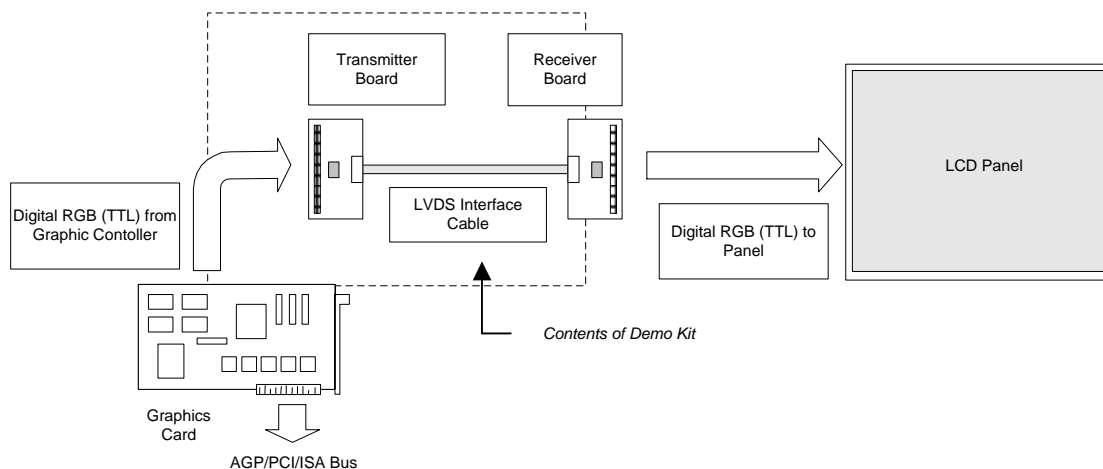 Transmitter
Board
Receiver
Board
LCD Panel
Digital RGB (TTL) from
Graphic Contoller
LVDS Interface
Cable
Digital RGB (TTL) to
Panel
Contents of Demo Kit
Graphics
Card
AGP/PCI/ISA Bus